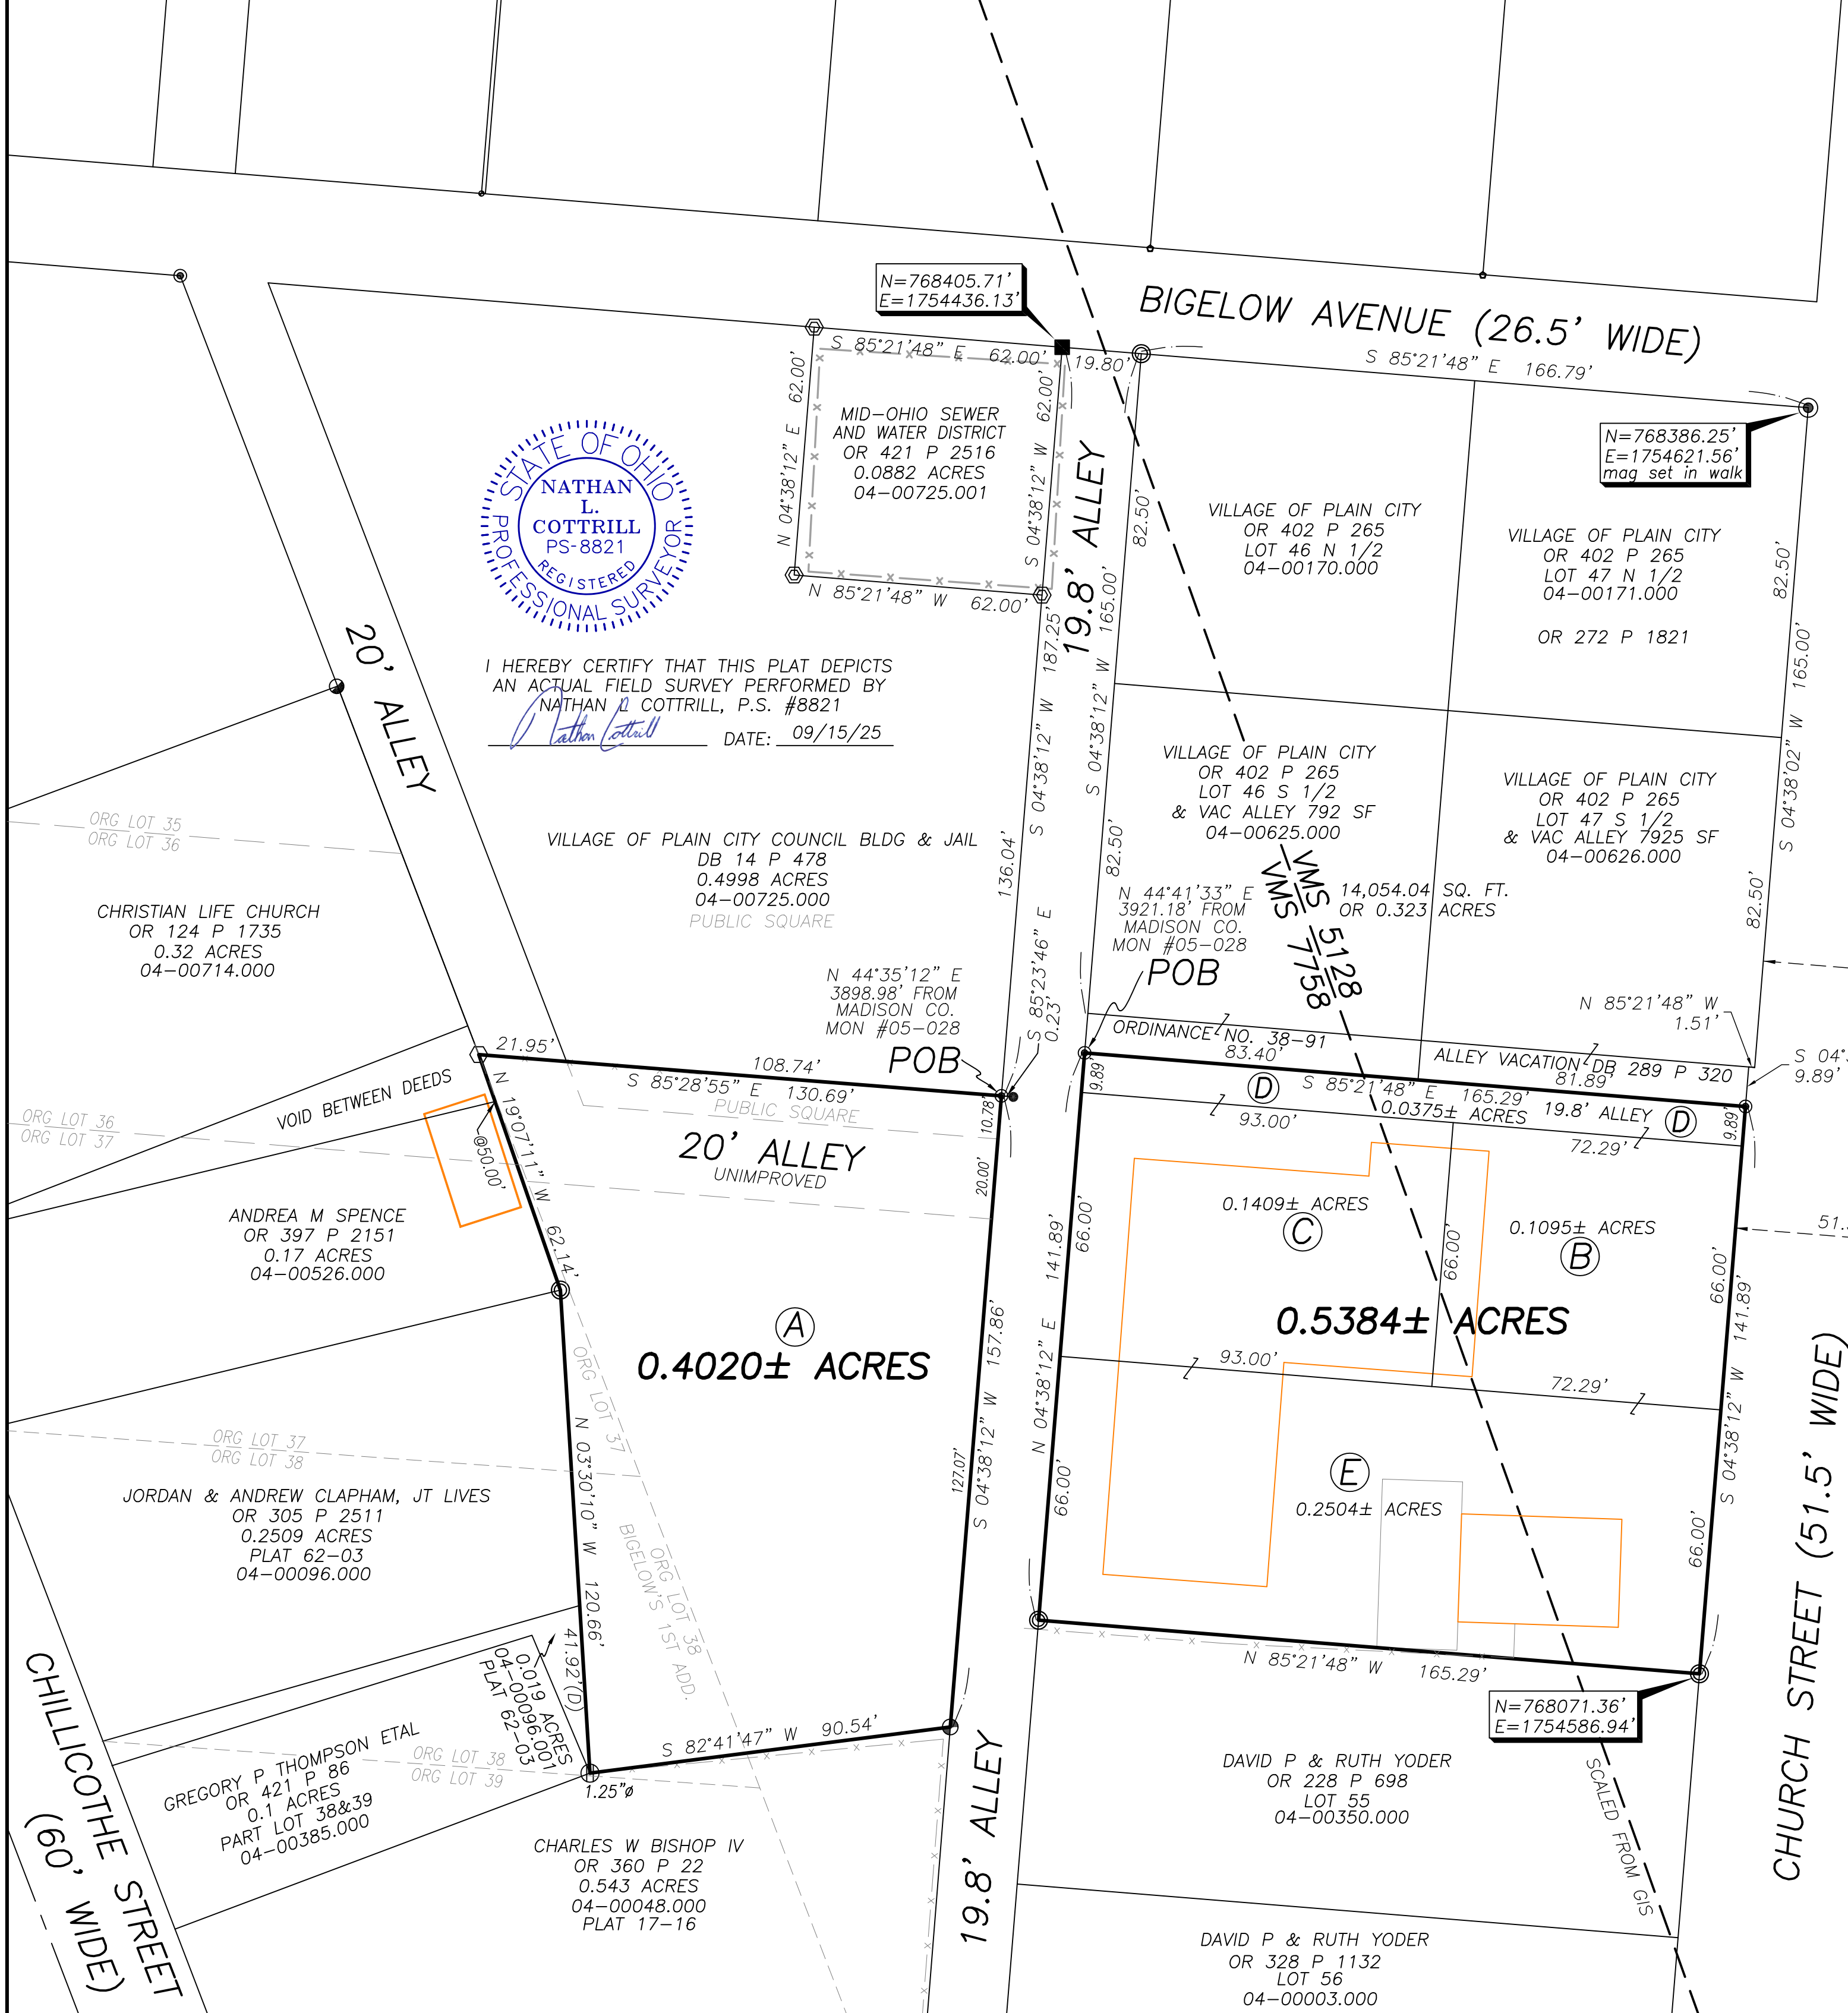 N=768405.71'
E=1754436.13'
BIGELOW AVENUE (26.5' WIDE)
S 85°21'48" E 62.00'
19.80'
S 85°21'48" E 166.79'
N=768386.25'
E=1754621.56'
mag set in walk
N 04°38'12" E 62.00'
MID-OHIO SEWER
AND WATER DISTRICT
OR 421 P 2516
0.0882 ACRES
04-00725.001
S 04°38'12" W 62.00'
N 85°21'48" W 62.00'
19.8' ALLEY
82.50'
S 04°38'12" W 165.00'
82.50'
STATE OF OHIO
NATHAN
L.
COTTRILL
PS-8821
REGISTERED
PROFESSIONAL SURVEYOR
I HEREBY CERTIFY THAT THIS PLAT DEPICTS
AN ACTUAL FIELD SURVEY PERFORMED BY
NATHAN L COTTRILL, P.S. #8821
Nathan Cottrill
DATE: 09/15/25
VILLAGE OF PLAIN CITY
OR 402 P 265
LOT 46 N 1/2
04-00170.000
VILLAGE OF PLAIN CITY
OR 402 P 265
LOT 47 N 1/2
04-00171.000
OR 272 P 1821
82.50'
S 04°38'02" W 165.00'
82.50'
20' ALLEY
VILLAGE OF PLAIN CITY
OR 402 P 265
LOT 46 S 1/2
& VAC ALLEY 792 SF
04-00625.000
VILLAGE OF PLAIN CITY
OR 402 P 265
LOT 47 S 1/2
& VAC ALLEY 7925 SF
04-00626.000
VMS 5128
VMS 7758
14,054.04 SQ. FT.
OR 0.323 ACRES
ORG LOT 35
ORG LOT 36
CHRISTIAN LIFE CHURCH
OR 124 P 1735
0.32 ACRES
04-00714.000
VILLAGE OF PLAIN CITY COUNCIL BLDG & JAIL
DB 14 P 478
0.4998 ACRES
04-00725.000
PUBLIC SQUARE
S 04°38'12" W 187.25'
136.04'
S 85°23'46" E
0.23'
N 44°35'12" E
3898.98' FROM
MADISON CO.
MON #05-028
POB
N 44°41'33" E
3921.18' FROM
MADISON CO.
MON #05-028
POB
N 85°21'48" W
1.51'
S 04°
9.89'
ORDINANCE NO. 38-91
ALLEY VACATION DB 289 P 320
83.40'
S 85°21'48" E 165.29'
81.89'
9.89'
D
0.0375± ACRES
19.8' ALLEY
D
9.89'
93.00'
72.29'
21.95'
108.74'
S 85°28'55" E 130.69'
PUBLIC SQUARE
10.78'
20' ALLEY
UNIMPROVED
20.00'
VOID BETWEEN DEEDS
ORG LOT 36
ORG LOT 37
@50.00'
N 19°07'11" W 62.14'
ANDREA M SPENCE
OR 397 P 2151
0.17 ACRES
04-00526.000
A
0.4020± ACRES
S 04°38'12" W 157.86'
127.07'
N 04°38'12" E 141.89'
66.00'
66.00'
0.1409± ACRES
C
66.00'
0.1095± ACRES
B
0.5384± ACRES
93.00'
72.29'
66.00'
S 04°38'12" W 141.89'
66.00'
51.
E
0.2504± ACRES
N 85°21'48" W 165.29'
N=768071.36'
E=1754586.94'
CHURCH STREET (51.5' WIDE)
SCALED FROM GIS
ORG LOT 37
ORG LOT 38
BIGELOW'S 1ST ADD.
ORG LOT 37
ORG LOT 38
JORDAN & ANDREW CLAPHAM, JT LIVES
OR 305 P 2511
0.2509 ACRES
PLAT 62-03
04-00096.000
N 03°30'10" W 120.66'
41.92'(D)
0.019 ACRES
04-00096.001
PLAT 62-03
S 82°41'47" W 90.54'
1.25"ø
GREGORY P THOMPSON ETAL
OR 421 P 86
0.1 ACRES
PART LOT 38&39
04-00385.000
ORG LOT 38
ORG LOT 39
CHILLICOTHE STREET
(60' WIDE)
CHARLES W BISHOP IV
OR 360 P 22
0.543 ACRES
04-00048.000
PLAT 17-16
19.8' ALLEY
DAVID P & RUTH YODER
OR 228 P 698
LOT 55
04-00350.000
DAVID P & RUTH YODER
OR 328 P 1132
LOT 56
04-00003.000